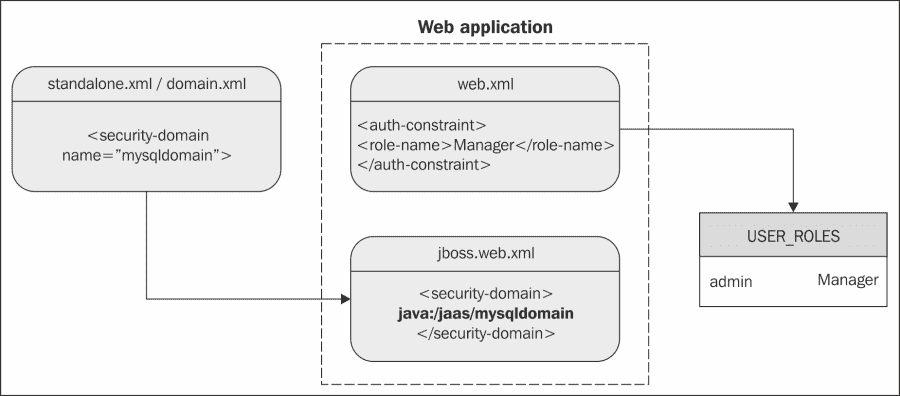 Web application
standalone.xml / domain.xml
<security-domain
name=”mysqldomain”>
web.xml
<auth-constraint>
<role-name>Manager</role-name>
</auth-constraint>
jboss.web.xml
<security-domain>
java:/jaas/mysqldomain
</security-domain>
USER_ROLES
admin Manager